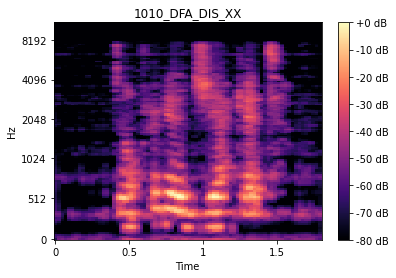 1010_DFA_DIS_XX
8192
4096
2048
1024
512
0
Hz
0
0.5
1
1.5
Time
+0 dB
-10 dB
-20 dB
-30 dB
-40 dB
-50 dB
-60 dB
-70 dB
-80 dB